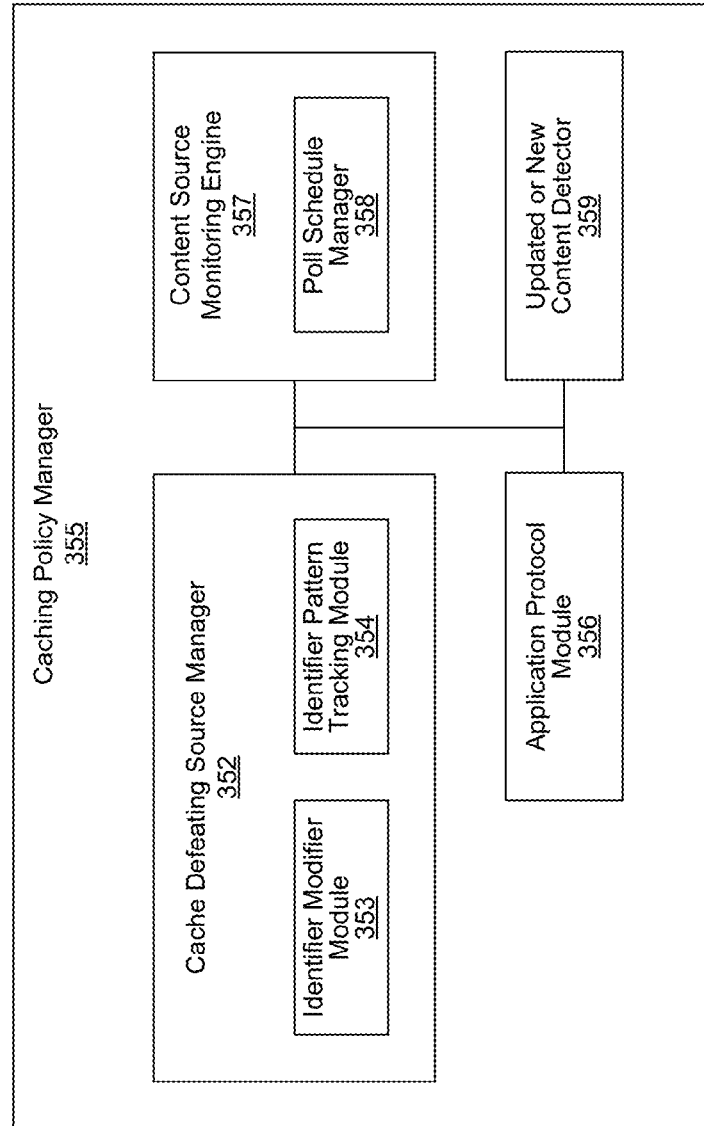 Caching Policy Manager
355
Cache Defeating Source Manager
352
Identifier Modifier
Module
353
Identifier Pattern
Tracking Module
354
Content Source
Monitoring Engine
357
Poll Schedule
Manager
358
Application Protocol
Module
356
Updated or New
Content Detector
359